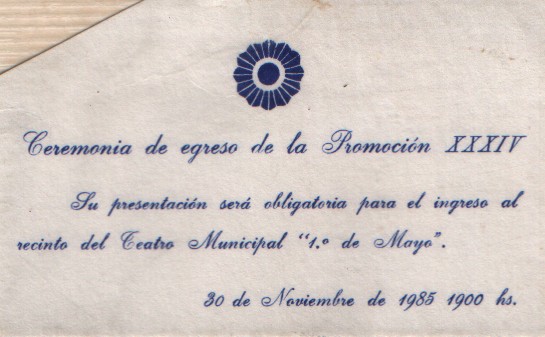 Ceremonia de egreso de la Promoción XXXIV
Su presentación será obligatoria para el ingreso al
recinto del Teatro Municipal "1.º de Mayo".
30 de Noviembre de 1985 1900 hs.